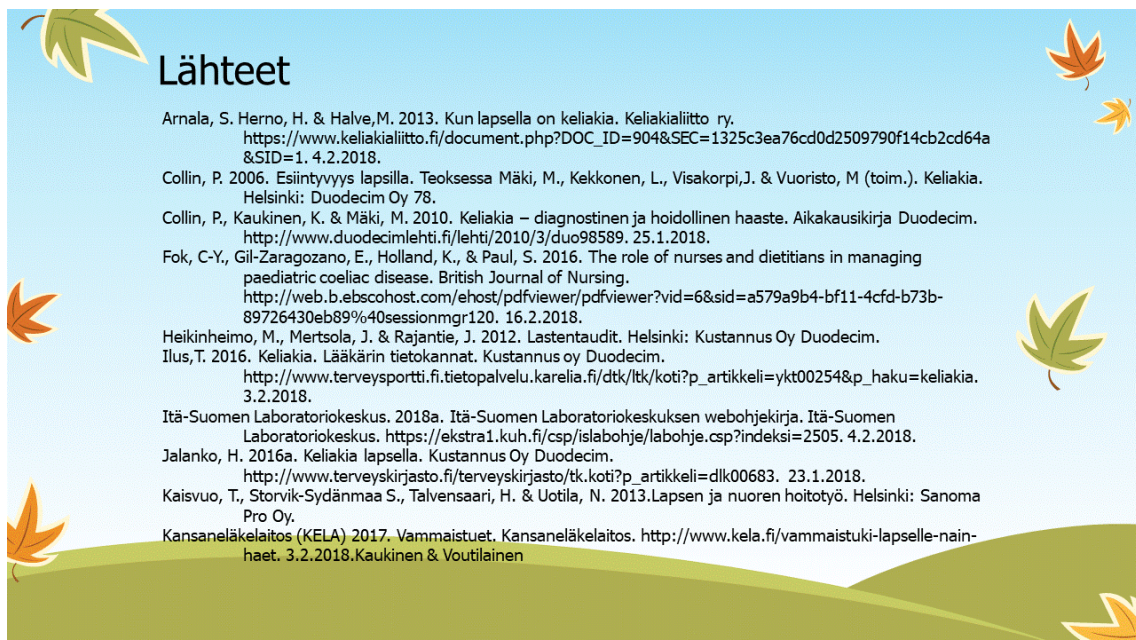 Lähteet
Arnala, S. Herno, H. & Halve,M. 2013. Kun lapsella on keliakia. Keliakialiitto ry.
https://www.keliakialiitto.fi/document.php?DOC_ID=904&SEC=1325c3ea76cd0d2509790f14cb2cd64a
&SID=1. 4.2.2018.
Collin, P. 2006. Esiintyvyys lapsilla. Teoksessa Mäki, M., Kekkonen, L., Visakorpi,J. & Vuoristo, M (toim.). Keliakia.
Helsinki: Duodecim Oy 78.
Collin, P., Kaukinen, K. & Mäki, M. 2010. Keliakia – diagnostinen ja hoidollinen haaste. Aikakausikirja Duodecim.
http://www.duodecimlehti.fi/lehti/2010/3/duo98589. 25.1.2018.
Fok, C-Y., Gil-Zaragozano, E., Holland, K., & Paul, S. 2016. The role of nurses and dietitians in managing
paediatric coeliac disease. British Journal of Nursing.
http://web.b.ebscohost.com/ehost/pdfviewer/pdfviewer?vid=6&sid=a579a9b4-bf11-4cfd-b73b-
89726430eb89%40sessionmgr120. 16.2.2018.
Heikinheimo, M., Mertsola, J. & Rajantie, J. 2012. Lastentaudit. Helsinki: Kustannus Oy Duodecim.
Ilus,T. 2016. Keliakia. Lääkärin tietokannat. Kustannus oy Duodecim.
http://www.terveysportti.fi.tietopalvelu.karelia.fi/dtk/ltk/koti?p_artikkeli=ykt00254&p_haku=keliakia.
3.2.2018.
Itä-Suomen Laboratoriokeskus. 2018a. Itä-Suomen Laboratoriokeskuksen webohjekirja. Itä-Suomen
Laboratoriokeskus. https://ekstra1.kuh.fi/csp/islabohje/labohje.csp?indeksi=2505. 4.2.2018.
Jalanko, H. 2016a. Keliakia lapsella. Kustannus Oy Duodecim.
http://www.terveyskirjasto.fi/terveyskirjasto/tk.koti?p_artikkeli=dlk00683. 23.1.2018.
Kaisvuo, T., Storvik-Sydänmaa S., Talvensaari, H. & Uotila, N. 2013.Lapsen ja nuoren hoitotyö. Helsinki: Sanoma
Pro Oy.
Kansaneläkelaitos (KELA) 2017. Vammaistuet. Kansaneläkelaitos. http://www.kela.fi/vammaistuki-lapselle-nain-
haet. 3.2.2018.Kaukinen & Voutilainen